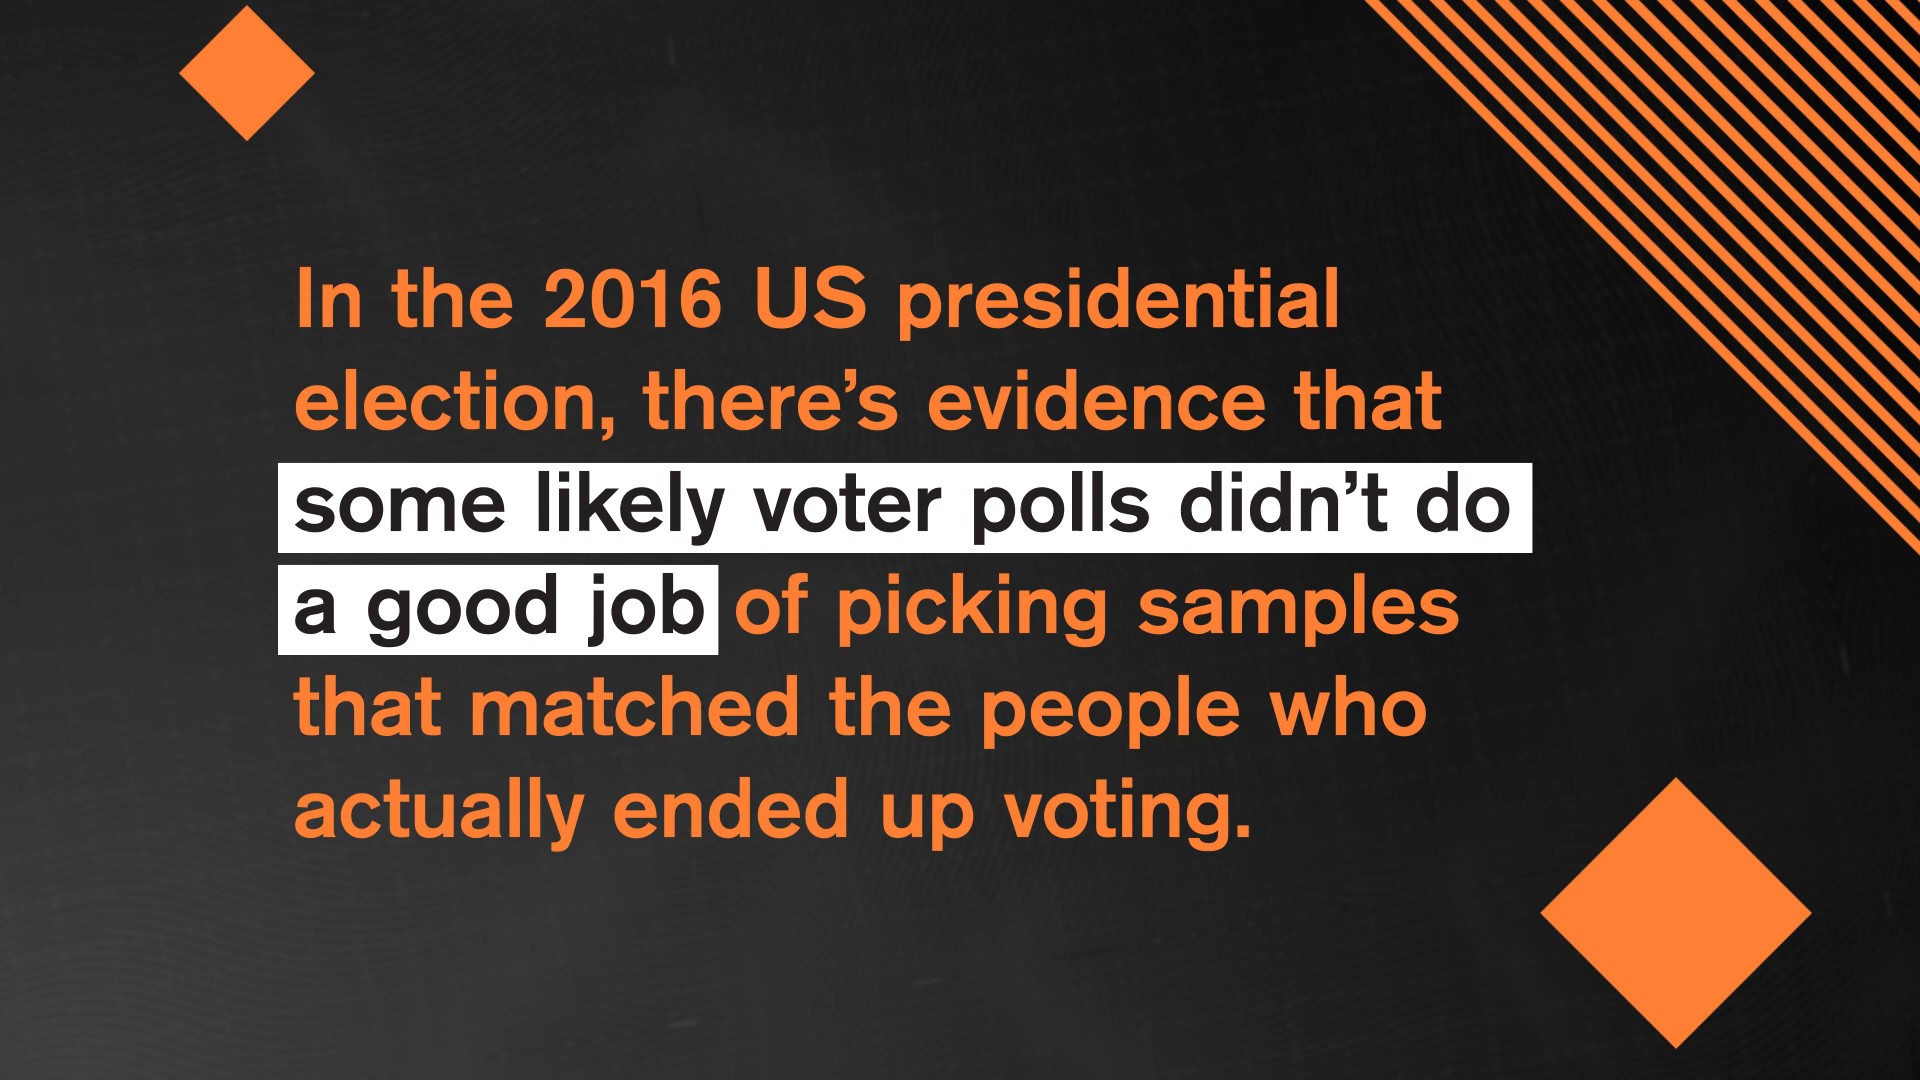 In the 2016 US presidential
election, there’s evidence that
some likely voter polls didn’t do
a good job of picking samples
that matched the people who
actually ended up voting.